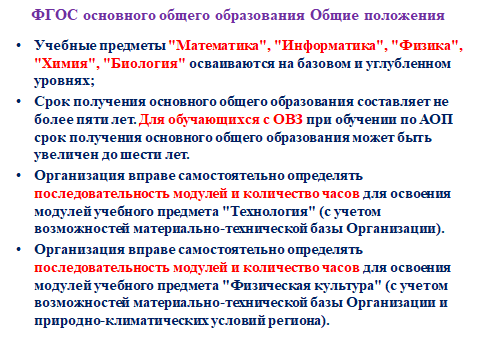 ФГОС основного общего образования Общие положения
• Учебные предметы "Математика", "Информатика", "Физика",
"Химия", "Биология" осваиваются на базовом и углубленном
уровнях;
• Срок получения основного общего образования составляет не
более пяти лет. Для обучающихся с ОВЗ при обучении по АОП
срок получения основного общего образования может быть
увеличен до шести лет.
• Организация вправе самостоятельно определять
последовательность модулей и количество часов для освоения
модулей учебного предмета "Технология" (с учетом
возможностей материально-технической базы Организации).
• Организация вправе самостоятельно определять
последовательность модулей и количество часов для освоения
модулей учебного предмета "Физическая культура" (с учетом
возможностей материально-технической базы Организации и
природно-климатических условий региона).